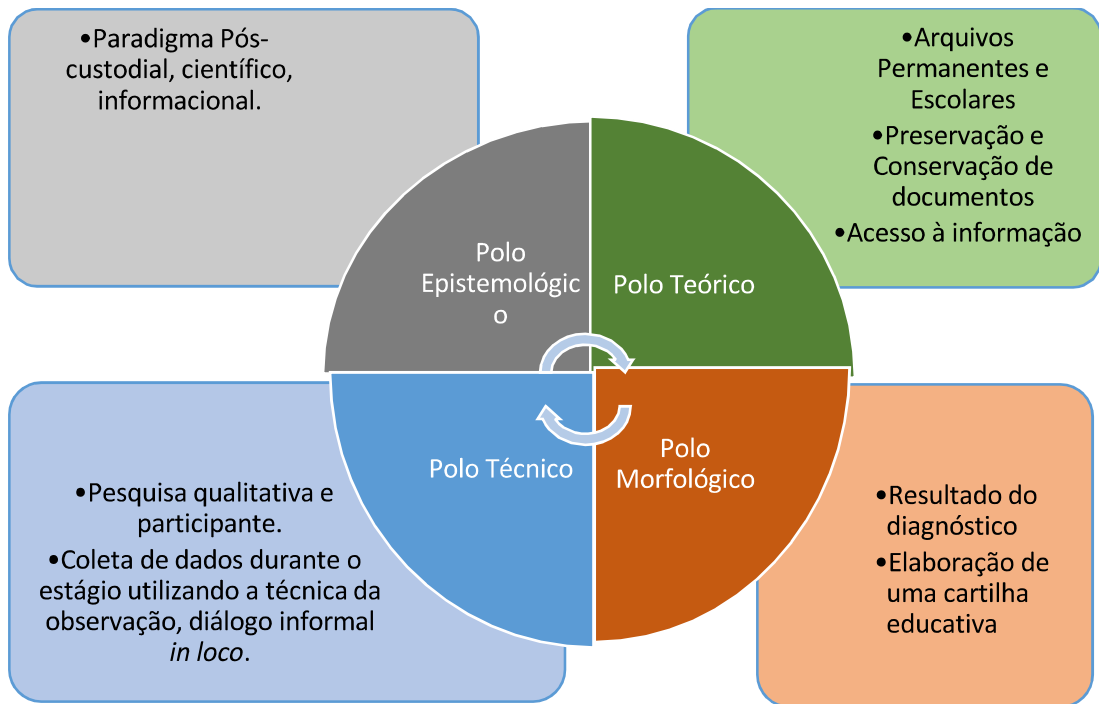 •Paradigma Pós-
custodial, científico,
informacional.
•Arquivos
Permanentes e
Escolares
•Preservação e
Conservação de
documentos
•Acesso à informação
Polo
Epistemológic
o
Polo Teórico
Polo Técnico
Polo
Morfológico
•Pesquisa qualitativa e
participante.
•Coleta de dados durante o
estágio utilizando a técnica da
observação, diálogo informal
in loco.
•Resultado do
diagnóstico
•Elaboração de
uma cartilha
educativa